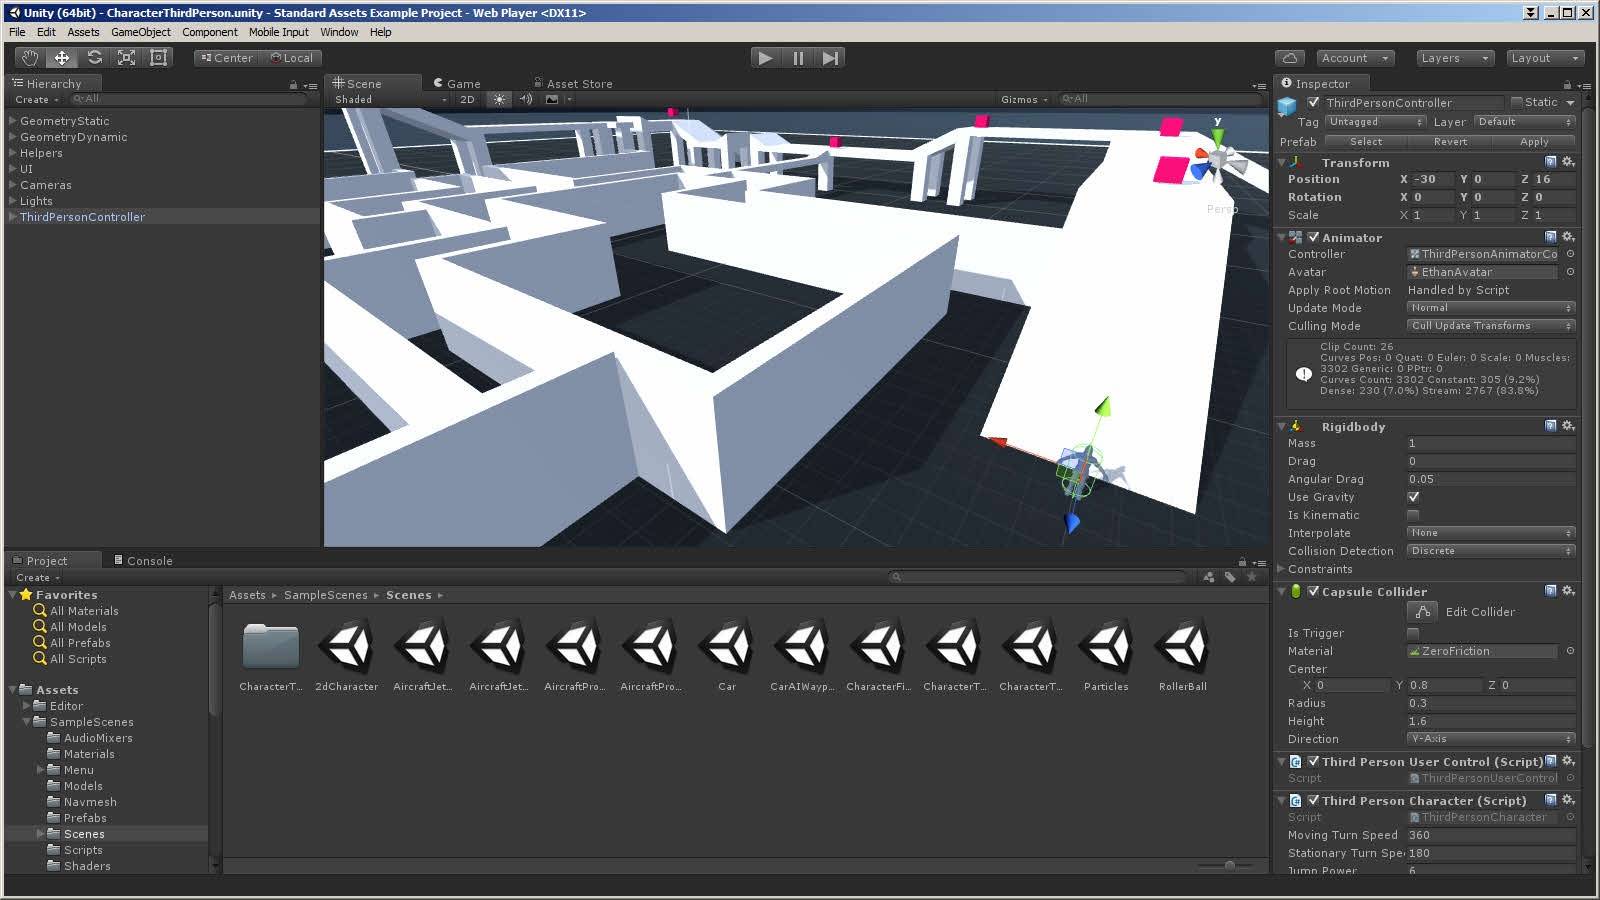 Unity (64bit) - CharacterThirdPerson.unity - Standard Assets Example Project - Web Player <DX11>
File Edit Assets GameObject Component Mobile Input Window Help
Center Local Account Layers Layout
Hierarchy
Create All
GeometryStatic
GeometryDynamic
Helpers
UI
Cameras
Lights
ThirdPersonController
Scene Game Asset Store
Shaded 2D Gizmos All
y
Persp
Project Console
Create
Favorites
All Materials
All Models
All Prefabs
All Scripts
Assets
Editor
SampleScenes
AudioMixers
Materials
Menu
Models
Navmesh
Prefabs
Scenes
Scripts
Shaders
Assets SampleScenes Scenes
CharacterT... 2dCharacter AircraftJet... AircraftJet... AircraftPro... AircraftPro... Car CarAIWayp... CharacterFi... CharacterT... CharacterT... Particles RollerBall
Inspector
ThirdPersonController Static
Tag Untagged Layer Default
Prefab Select Revert Apply
Transform
Position X -30 Y 0 Z 16
Rotation X 0 Y 0 Z 0
Scale X 1 Y 1 Z 1
Animator
Controller ThirdPersonAnimatorCo
Avatar EthanAvatar
Apply Root Motion Handled by Script
Update Mode Normal
Culling Mode Cull Update Transforms
Clip Count: 26
Curves Pos: 0 Quat: 0 Euler: 0 Scale: 0 Muscles:
3302 Generic: 0 PPtr: 0
Curves Count: 3302 Constant: 305 (9.2%)
Dense: 230 (7.0%) Stream: 2767 (83.8%)
Rigidbody
Mass 1
Drag 0
Angular Drag 0.05
Use Gravity
Is Kinematic
Interpolate None
Collision Detection Discrete
Constraints
Capsule Collider
Edit Collider
Is Trigger
Material ZeroFriction
Center
X 0 Y 0.8 Z 0
Radius 0.3
Height 1.6
Direction Y-Axis
Third Person User Control (Script)
Script ThirdPersonUserControl
Third Person Character (Script)
Script ThirdPersonCharacter
Moving Turn Speed 360
Stationary Turn Spe 180
Jump Power 6